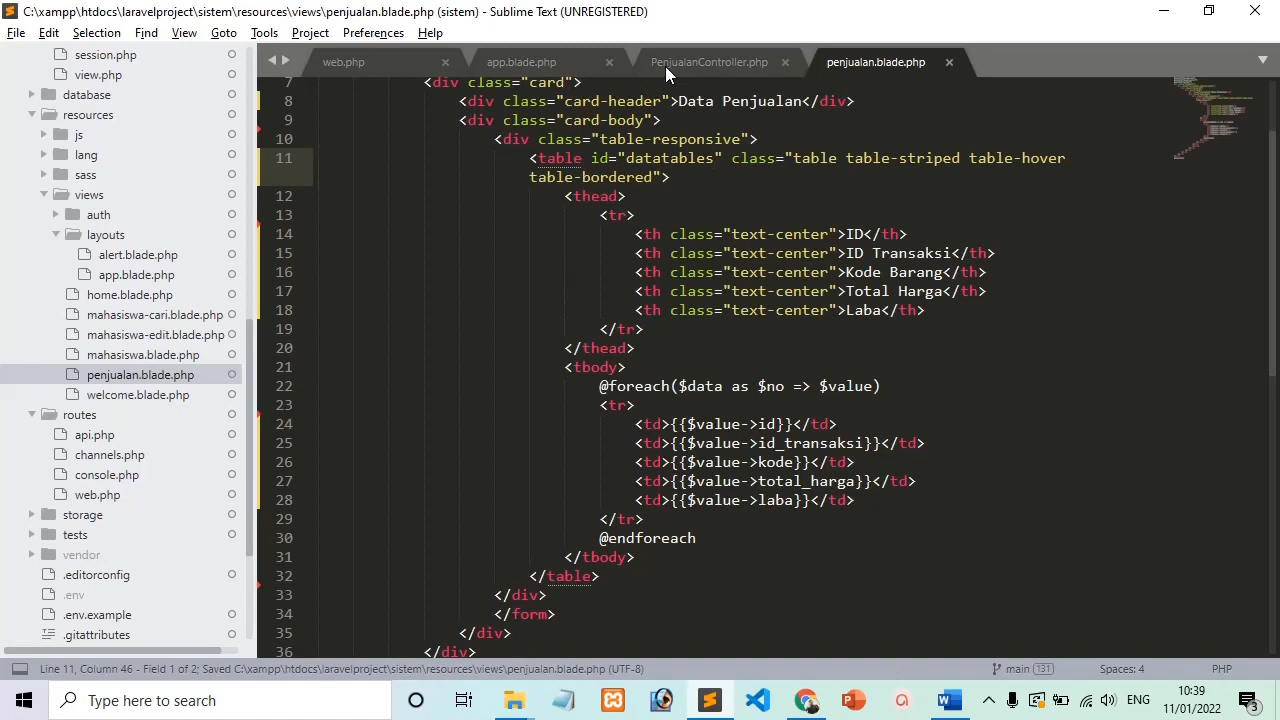 C:\xampp\htdocs\laravelproject\sistem\resources\views\penjualan.blade.php (sistem) - Sublime Text (UNREGISTERED)
File Edit Selection Find View Goto Tools Project Preferences Help
session.php
view.php
database
resources
js
lang
sass
views
auth
layouts
alert.blade.php
app.blade.php
home.blade.php
mahasiswa-cari.blade.php
mahasiswa-edit.blade.php
mahasiswa.blade.php
penjualan.blade.php
welcome.blade.php
routes
api.php
channels.php
console.php
web.php
storage
tests
vendor
.editorconfig
.env
.env.example
.gitattributes
web.php app.blade.php PenjualanController.php penjualan.blade.php
7 <div class="card">
8 <div class="card-header">Data Penjualan</div>
9 <div class="card-body">
10 <div class="table-responsive">
11 <table id="datatables" class="table table-striped table-hover
table-bordered">
12 <thead>
13 <tr>
14 <th class="text-center">ID</th>
15 <th class="text-center">ID Transaksi</th>
16 <th class="text-center">Kode Barang</th>
17 <th class="text-center">Total Harga</th>
18 <th class="text-center">Laba</th>
19 </tr>
20 </thead>
21 <tbody>
22 @foreach($data as $no => $value)
23 <tr>
24 <td>{{$value->id}}</td>
25 <td>{{$value->id_transaksi}}</td>
26 <td>{{$value->kode}}</td>
27 <td>{{$value->total_harga}}</td>
28 <td>{{$value->laba}}</td>
29 </tr>
30 @endforeach
31 </tbody>
32 </table>
33 </div>
34 </form>
35 </div>
36 </div>
Line 11, Column 46 - Field 1 of 2; Saved C:\xampp\htdocs\laravelproject\sistem\resources\views\penjualan.blade.php (UTF-8) main 131 Spaces: 4 PHP
Type here to search
ENG
10:39
11/01/2022
3